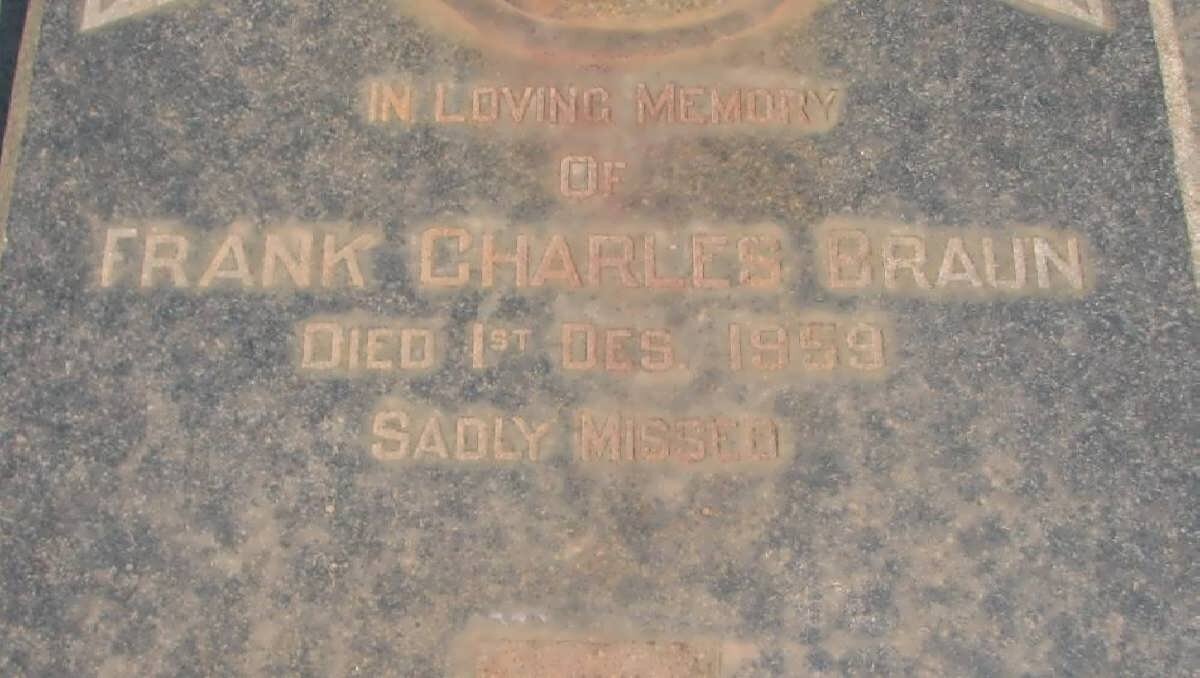 IN LOVING MEMORY
OF
FRANK CHARLES BRAUN
DIED 1ST DES. 1959
SADLY MISSED